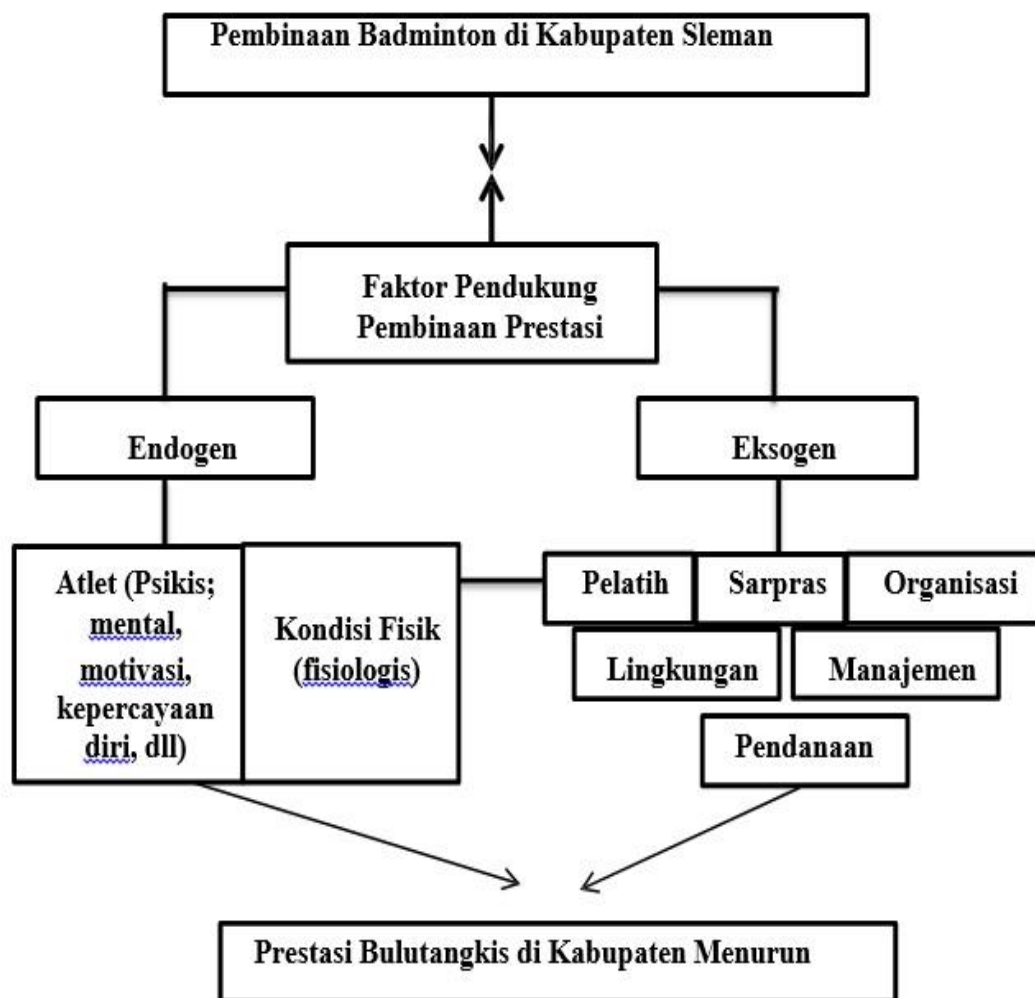 Pembinaan Badminton di Kabupaten Sleman
Faktor Pendukung
Pembinaan Prestasi
Endogen
Eksogen
Atlet (Psikis;
mental,
motivasi,
kepercayaan
diri, dll)
Kondisi Fisik
(fisiologis)
Pelatih
Sarpras
Organisasi
Lingkungan
Manajemen
Pendanaan
Prestasi Bulutangkis di Kabupaten Menurun